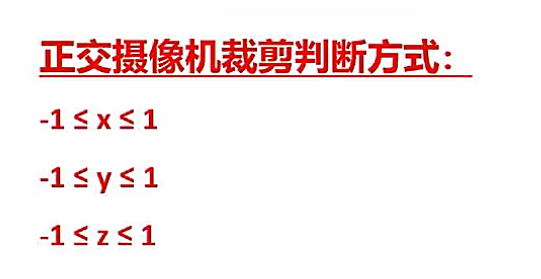 正交摄像机裁剪判断方式：
-1 ≤ x ≤ 1
-1 ≤ y ≤ 1
-1 ≤ z ≤ 1